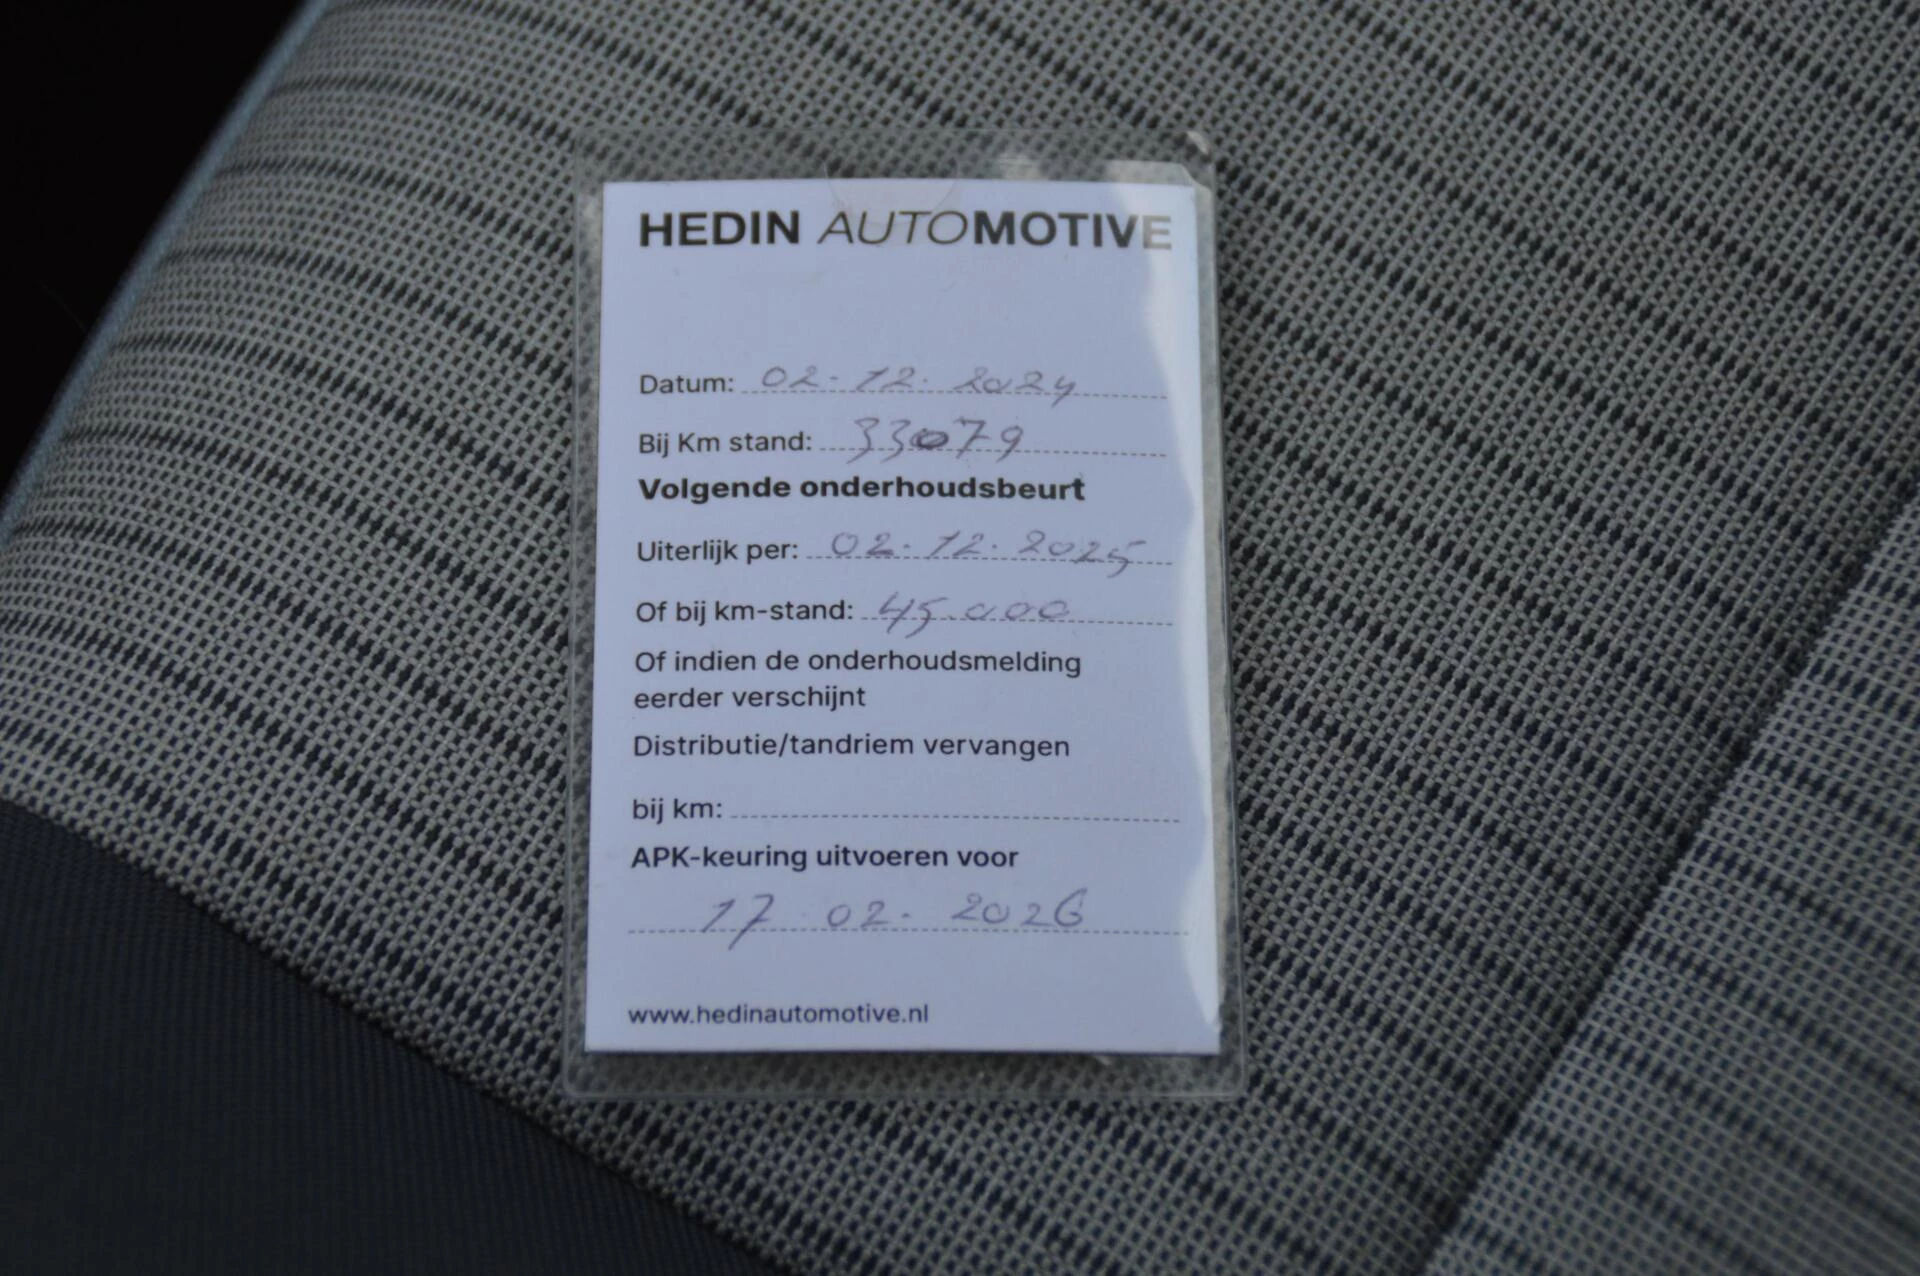 HEDIN AUTOMOTIVE
Datum: 02-12-2024
Bij Km stand: 33079
Volgende onderhoudsbeurt
Uiterlijk per: 02-12-2025
Of bij km-stand: 45.000
Of indien de onderhoudsmelding
eerder verschijnt
Distributie/tandriem vervangen
bij km:
APK-keuring uitvoeren voor
17-02-2026
www.hedinautomotive.nl